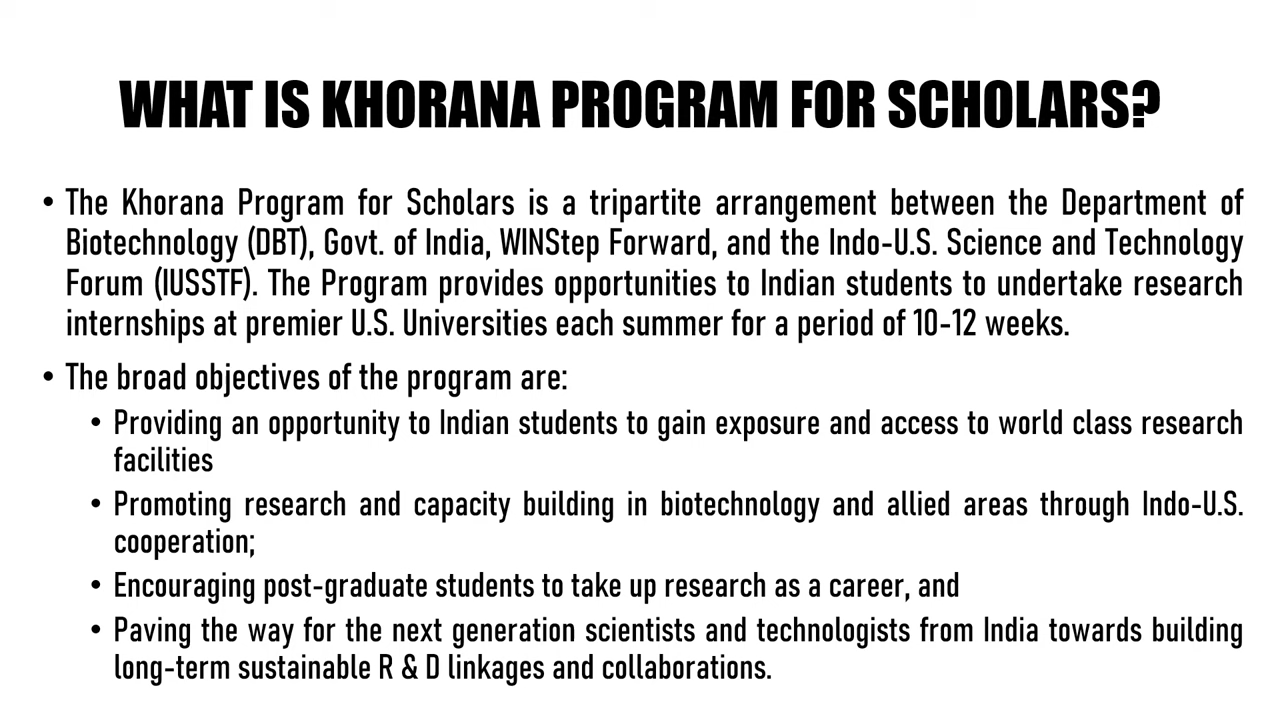 WHAT IS KHORANA PROGRAM FOR SCHOLARS?
• The Khorana Program for Scholars is a tripartite arrangement between the Department of
Biotechnology (DBT), Govt. of India, WINStep Forward, and the Indo-U.S. Science and Technology
Forum (IUSSTF). The Program provides opportunities to Indian students to undertake research
internships at premier U.S. Universities each summer for a period of 10-12 weeks.
• The broad objectives of the program are:
• Providing an opportunity to Indian students to gain exposure and access to world class research
facilities
• Promoting research and capacity building in biotechnology and allied areas through Indo-U.S.
cooperation;
• Encouraging post-graduate students to take up research as a career, and
• Paving the way for the next generation scientists and technologists from India towards building
long-term sustainable R & D linkages and collaborations.